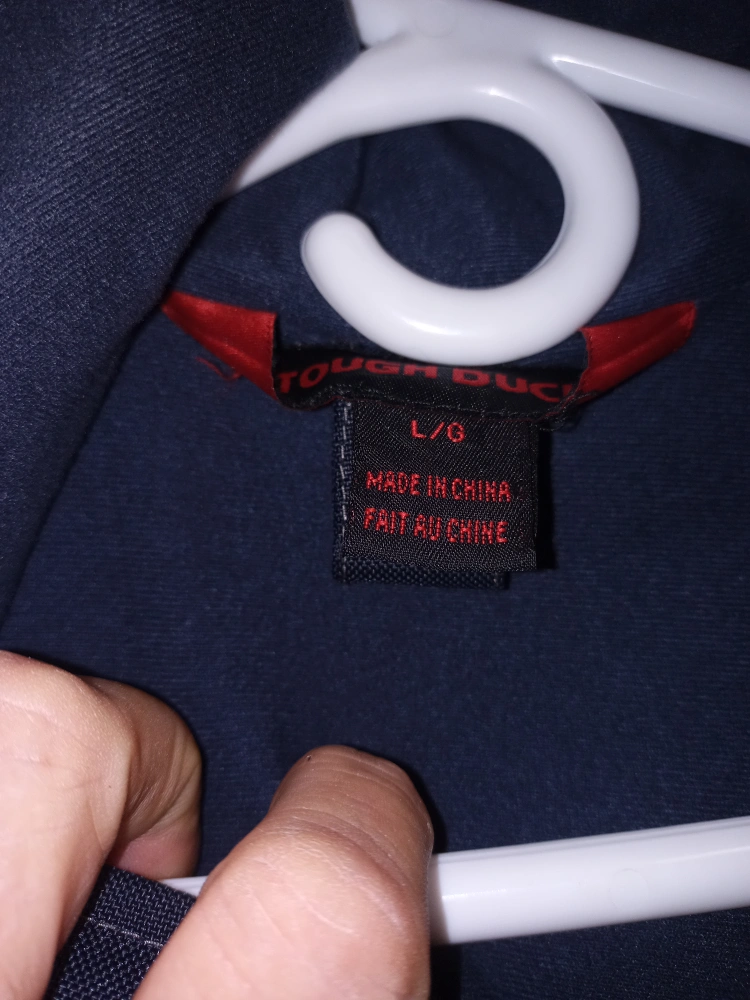 TOUGH DUCK
L/G
MADE IN CHINA
FAIT AU CHINE